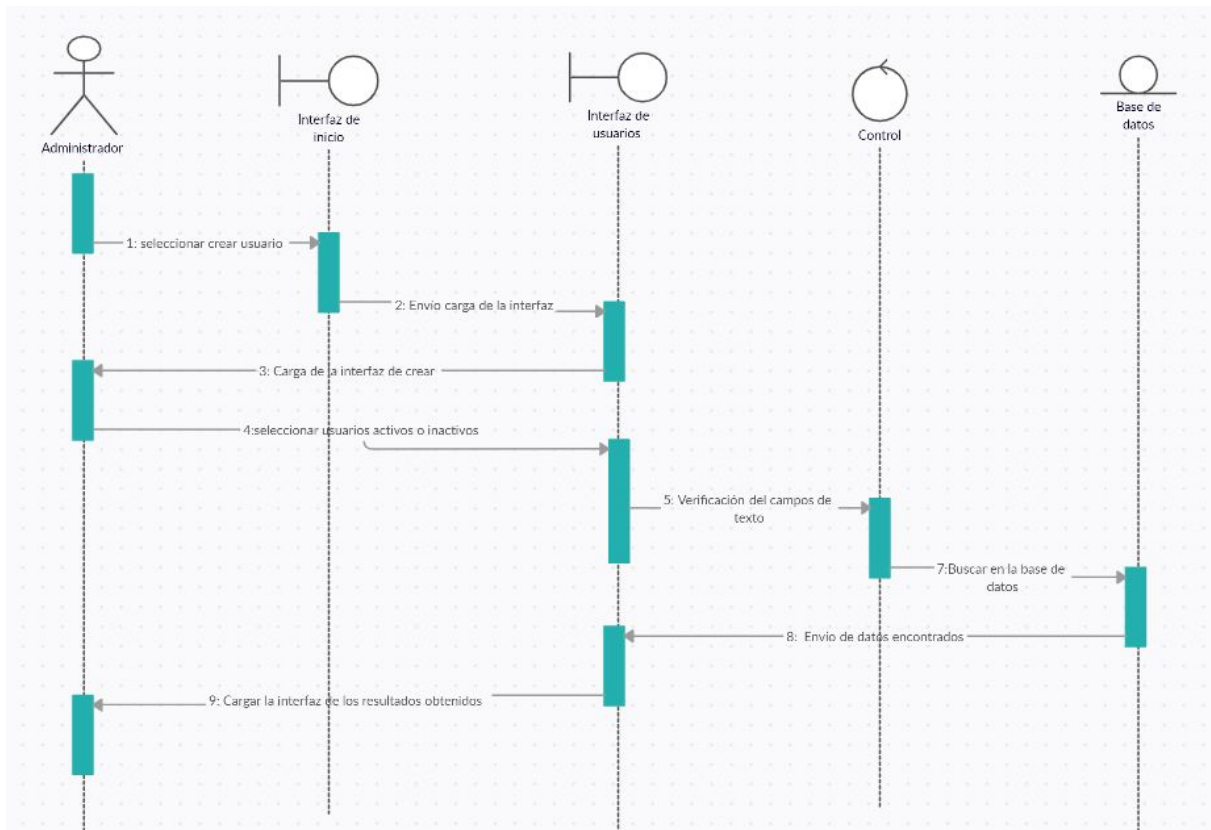 Administrador
Interfaz de
inicio
Interfaz de
usuarios
Control
Base de
datos
1: seleccionar crear usuario
2: Envío carga de la interfaz
3: Carga de la interfaz de crear
4:seleccionar usuarios activos o inactivos
5: Verificación del campos de
texto
7:Buscar en la base de
datos
8: Envío de datos encontrados
9: Cargar la interfaz de los resultados obtenidos